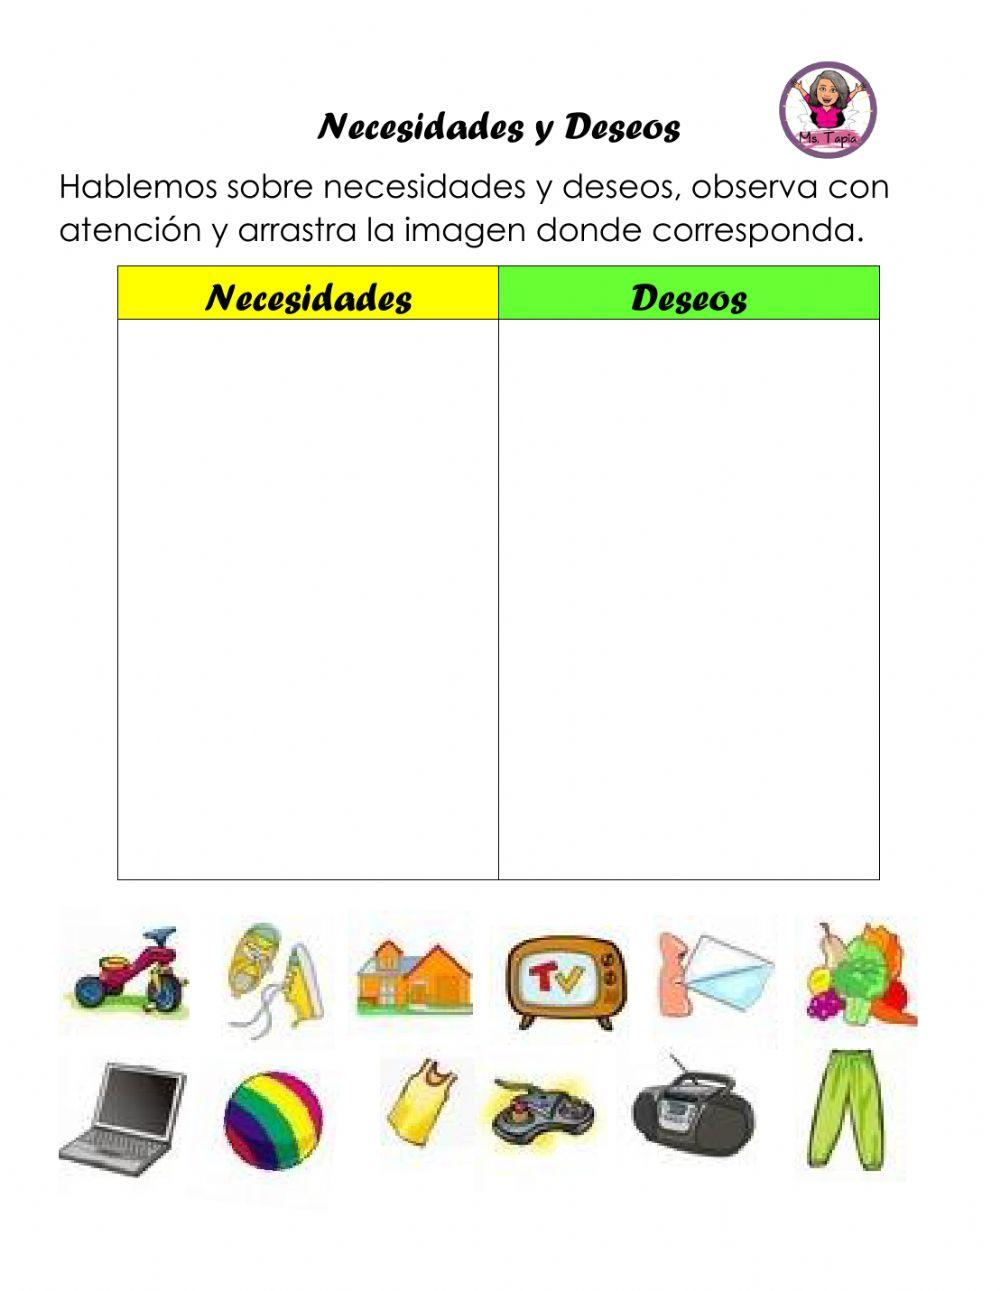 Necesidades y Deseos
Ms. Tapia
Hablemos sobre necesidades y deseos, observa con
atención y arrastra la imagen donde corresponda.
Necesidades
Deseos
TV